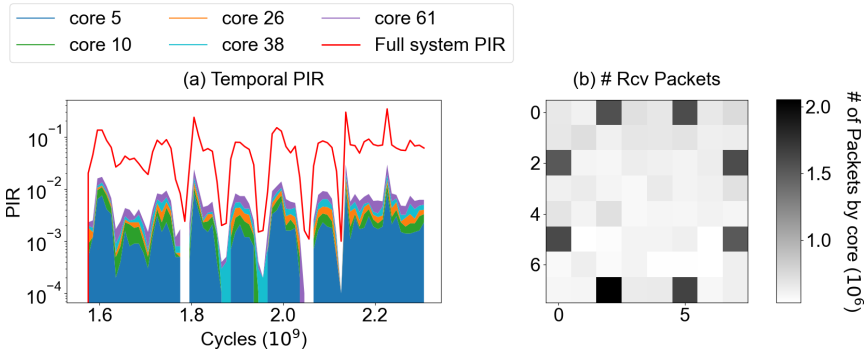 core 5
core 26
core 61
core 10
core 38
Full system PIR
(a) Temporal PIR
(b) # Rcv Packets
PIR
10⁻¹
10⁻²
10⁻³
10⁻⁴
1.6
1.8
2.0
2.2
Cycles (10⁹)
0
2
4
6
0
5
2.0
1.5
1.0
# of Packets by core (10⁶)